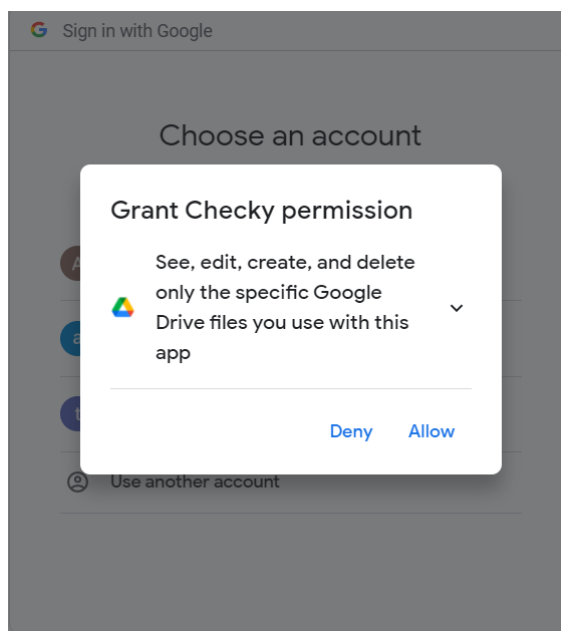 Sign in with Google
Choose an account
Grant Checky permission
See, edit, create, and delete
only the specific Google
Drive files you use with this
app
Deny Allow
Use another account